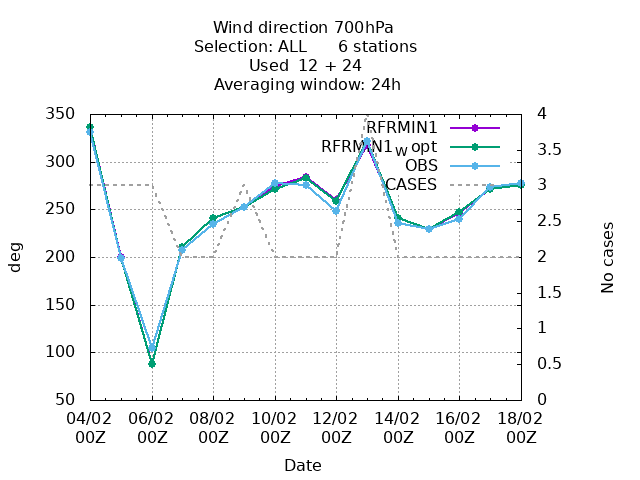 Wind direction 700hPa
Selection: ALL 6 stations
Used 12 + 24
Averaging window: 24h
350 4
RFRMIN1
RFRMIN1w opt
OBS
CASES
300 3.5
250 3
200 2.5
150 2
100 1.5
50 1
0.5
0
deg
No cases
04/02 06/02 08/02 10/02 12/02 14/02 16/02 18/02
00Z 00Z 00Z 00Z 00Z 00Z 00Z 00Z
Date